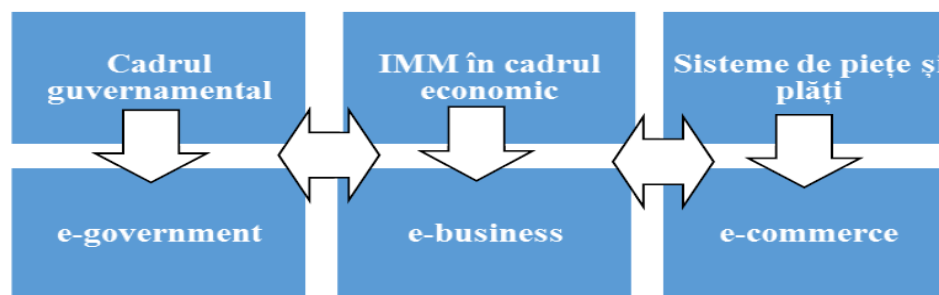 Cadrul
guvernamental
IMM în cadrul
economic
Sisteme de piețe și
plăți
e-government
e-business
e-commerce